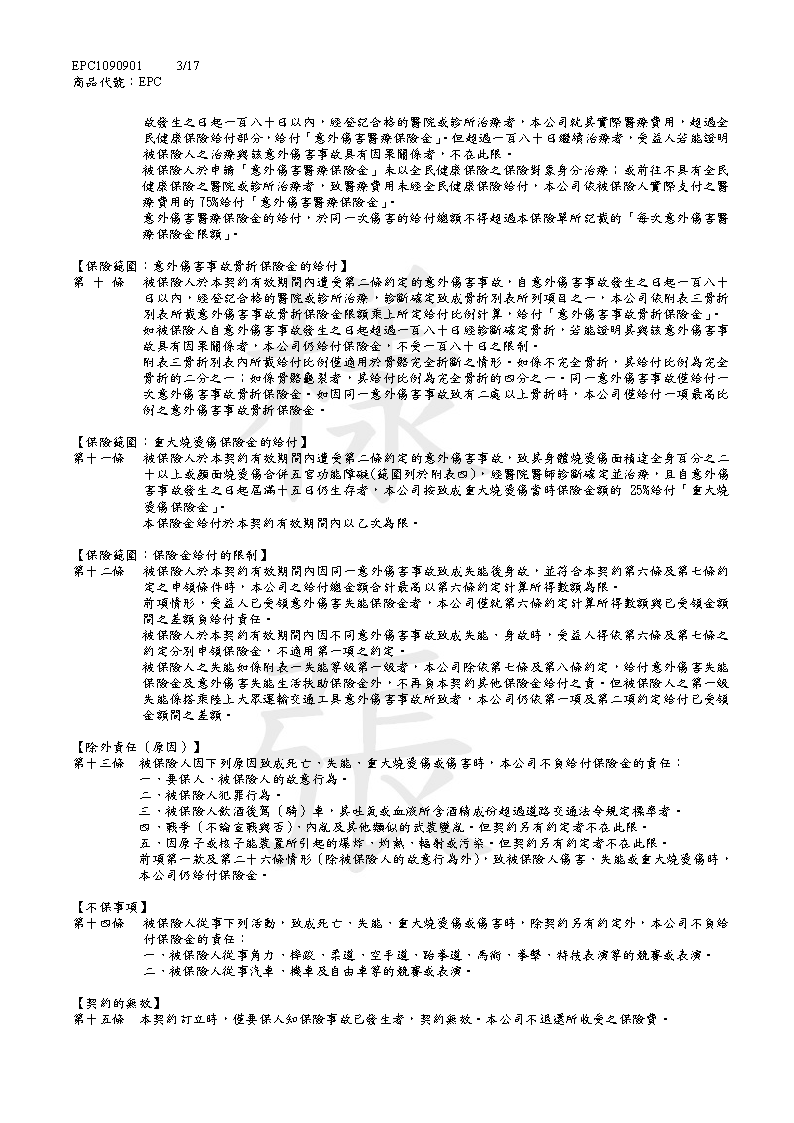 EPC1090901 3/17
商品代號：EPC
故發生之日起一百八十日以內，經登記合格的醫院或診所治療者，本公司就其實際醫療費用，超過全
民健康保險給付部分，給付「意外傷害醫療保險金」。但超過一百八十日繼續治療者，受益人若能證明
被保險人之治療與該意外傷害事故具有因果關係者，不在此限。
被保險人於申請「意外傷害醫療保險金」未以全民健康保險之保險對象身分治療；或前往不具有全民
健康保險之醫院或診所治療者，致醫療費用未經全民健康保險給付，本公司依被保險人實際支付之醫
療費用的 75%給付「意外傷害醫療保險金」。
意外傷害醫療保險金的給付，於同一次傷害的給付總額不得超過本保險單所記載的「每次意外傷害醫
療保險金限額」。
【保險範圍：意外傷害事故骨折保險金的給付】
第 十 條 被保險人於本契約有效期間內遭受第二條約定的意外傷害事故，自意外傷害事故發生之日起一百八十
日以內，經登記合格的醫院或診所治療，診斷確定致成骨折別表所列項目之一，本公司依附表三骨折
別表所載意外傷害事故骨折保險金限額乘上所定給付比例計算，給付「意外傷害事故骨折保險金」。
如被保險人自意外傷害事故發生之日起超過一百八十日經診斷確定骨折，若能證明其與該意外傷害事
故具有因果關係者，本公司仍給付保險金，不受一百八十日之限制。
附表三骨折別表內所載給付比例僅適用於骨骼完全折斷之情形。如係不完全骨折，其給付比例為完全
骨折的二分之一；如係骨骼龜裂者，其給付比例為完全骨折的四分之一。同一意外傷害事故僅給付一
次意外傷害事故骨折保險金。如因同一意外傷害事故致有二處以上骨折時，本公司僅給付一項最高比
例之意外傷害事故骨折保險金。
【保險範圍：重大燒燙傷保險金的給付】
第十一條 被保險人於本契約有效期間內遭受第二條約定的意外傷害事故，致其身體燒燙傷面積達全身百分之二
十以上或顏面燒燙傷合併五官功能障礙(範圍列於附表四)，經醫院醫師診斷確定並治療，且自意外傷
害事故發生之日起屆滿十五日仍生存者，本公司按致成重大燒燙傷當時保險金額的 25%給付「重大燒
燙傷保險金」。
本保險金給付於本契約有效期間內以乙次為限。
【保險範圍：保險金給付的限制】
第十二條 被保險人於本契約有效期間內因同一意外傷害事故致成失能後身故，並符合本契約第六條及第七條約
定之申領條件時，本公司之給付總金額合計最高以第六條約定計算所得數額為限。
前項情形，受益人已受領意外傷害失能保險金者，本公司僅就第六條約定計算所得數額與已受領金額
間之差額負給付責任。
被保險人於本契約有效期間內因不同意外傷害事故致成失能、身故時，受益人得依第六條及第七條之
約定分別申領保險金，不適用第一項之約定。
被保險人之失能如係附表一失能等級第一級者，本公司除依第七條及第八條約定，給付意外傷害失能
保險金及意外傷害失能生活扶助保險金外，不再負本契約其他保險金給付之責。但被保險人之第一級
失能係搭乘陸上大眾運輸交通工具意外傷害事故所致者，本公司仍依第一項及第二項約定給付已受領
金額間之差額。
【除外責任（原因）】
第十三條 被保險人因下列原因致成死亡、失能、重大燒燙傷或傷害時，本公司不負給付保險金的責任：
一、要保人、被保險人的故意行為。
二、被保險人犯罪行為。
三、被保險人飲酒後駕（騎）車，其吐氣或血液所含酒精成份超過道路交通法令規定標準者。
四、戰爭（不論宣戰與否）、內亂及其他類似的武裝變亂。但契約另有約定者不在此限。
五、因原子或核子能裝置所引起的爆炸、灼熱、輻射或污染。但契約另有約定者不在此限。
前項第一款及第二十六條情形（除被保險人的故意行為外），致被保險人傷害、失能或重大燒燙傷時，
本公司仍給付保險金。
【不保事項】
第十四條 被保險人從事下列活動，致成死亡、失能、重大燒燙傷或傷害時，除契約另有約定外，本公司不負給
付保險金的責任：
一、被保險人從事角力、摔跤、柔道、空手道、跆拳道、馬術、拳擊、特技表演等的競賽或表演。
二、被保險人從事汽車、機車及自由車等的競賽或表演。
【契約的無效】
第十五條 本契約訂立時，僅要保人知保險事故已發生者，契約無效。本公司不退還所收受之保險費。